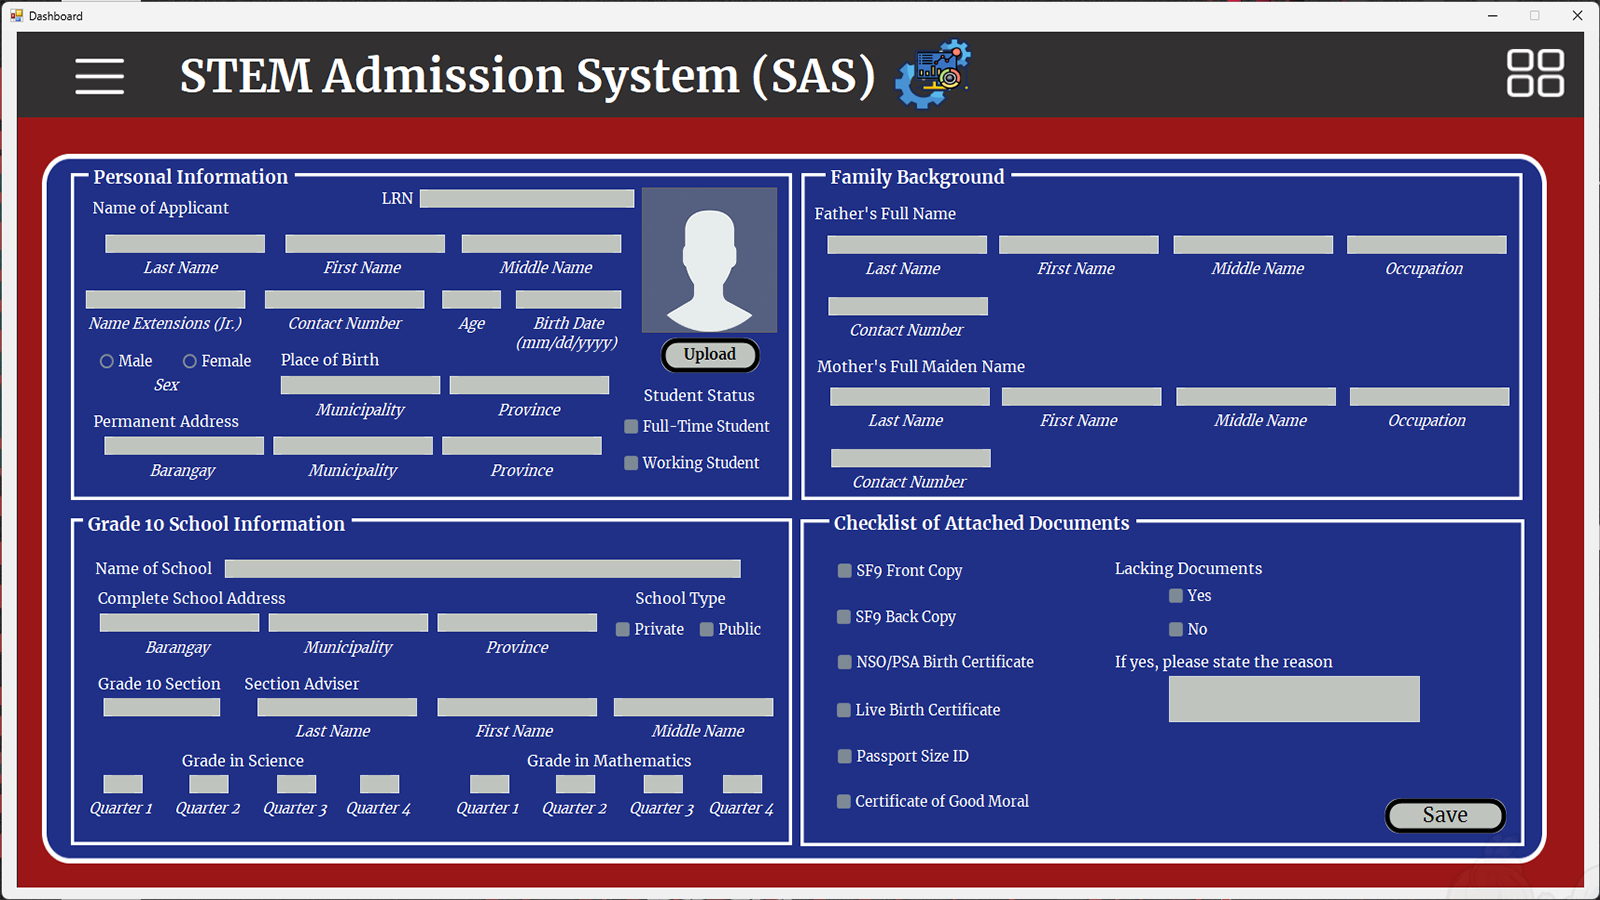 Dashboard
STEM Admission System (SAS)
Personal Information
LRN
Name of Applicant
Last Name First Name Middle Name
Name Extensions (Jr.) Contact Number Age Birth Date
(mm/dd/yyyy)
Upload
Male Female
Sex
Place of Birth
Municipality Province
Student Status
Full-Time Student
Working Student
Permanent Address
Barangay Municipality Province
Family Background
Father's Full Name
Last Name First Name Middle Name Occupation
Contact Number
Mother's Full Maiden Name
Last Name First Name Middle Name Occupation
Contact Number
Grade 10 School Information
Name of School
Complete School Address
School Type
Private Public
Barangay Municipality Province
Grade 10 Section Section Adviser
Last Name First Name Middle Name
Grade in Science Grade in Mathematics
Quarter 1 Quarter 2 Quarter 3 Quarter 4 Quarter 1 Quarter 2 Quarter 3 Quarter 4
Checklist of Attached Documents
SF9 Front Copy
SF9 Back Copy
NSO/PSA Birth Certificate
Live Birth Certificate
Passport Size ID
Certificate of Good Moral
Lacking Documents
Yes
No
If yes, please state the reason
Save